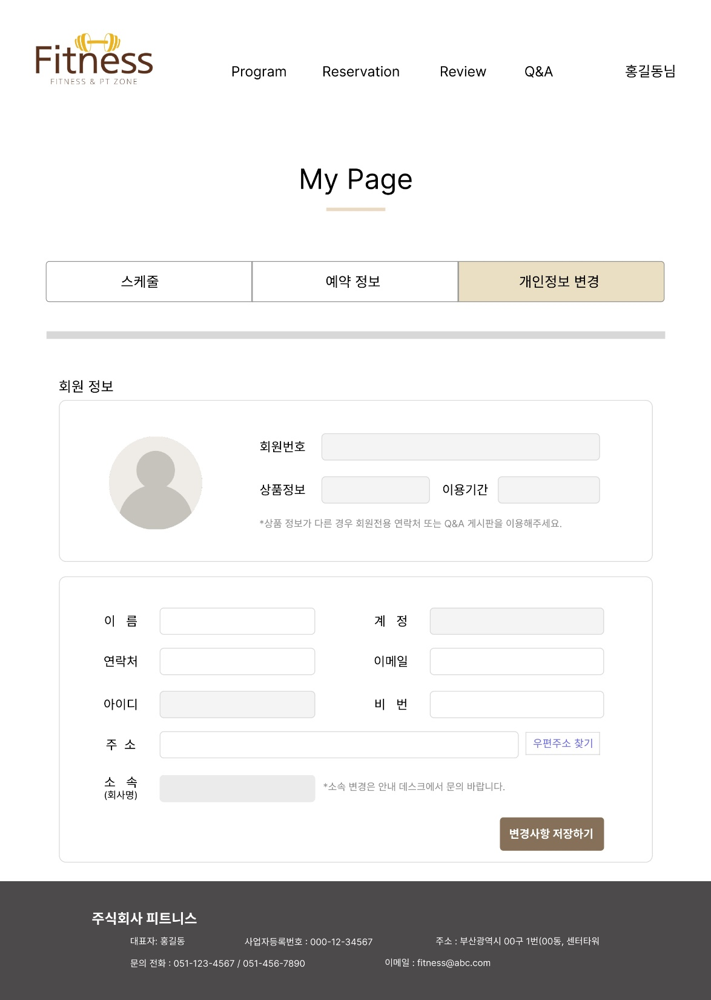 Fitness
FITNESS & PT ZONE
Program Reservation Review Q&A 홍길동님
My Page
스케줄 예약 정보 개인정보 변경
회원 정보
회원번호
상품정보 이용기간
*상품 정보가 다른 경우 회원전용 연락처 또는 Q&A 게시판을 이용해주세요.
이 름 계 정
연락처 이메일
아이디 비 번
주 소 우편주소 찾기
소 속
(회사명)
*소속 변경은 안내 데스크에서 문의 바랍니다.
변경사항 저장하기
주식회사 피트니스
대표자: 홍길동 사업자등록번호 : 000-12-34567 주소 : 부산광역시 00구 1번(00동, 센터타워
문의 전화 : 051-123-4567 / 051-456-7890 이메일 : fitness@abc.com